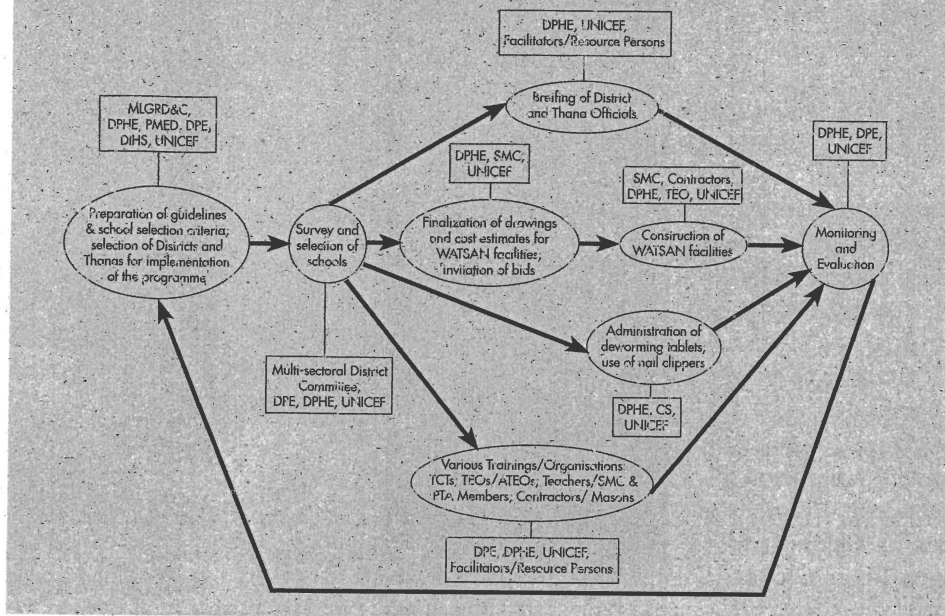 DPHE, UNICEF,
Facilitators/Resource Persons
Breifing of District
and Thana Officials
MLGRD&C,
DPHE, PMED, DPE,
DIHS, UNICEF
Preparation of guidelines
& school selection criteria;
selection of Districts and
Thanas for implementation
of the programme
Survey and
selection of
schools
Multi-sectoral District
Committee,
DPE, DPHE, UNICEF
DPHE, SMC,
UNICEF
Finalization of drawings
and cost estimates for
WATSAN facilities;
invitation of bids
SMC, Contractors,
DPHE, TEO, UNICEF
Construction of
WATSAN facilities
DPHE, DPE,
UNICEF
Monitoring
and
Evaluation
Administration of
deworming tablets;
use of nail clippers
DPHE, CS,
UNICEF
Various Trainings/Organisations
TCTs; TEOs/ATEOs; Teachers/SMC &
PTA Members; Contractors/ Masons
DPE, DPHE, UNICEF,
Facilitators/Resource Persons